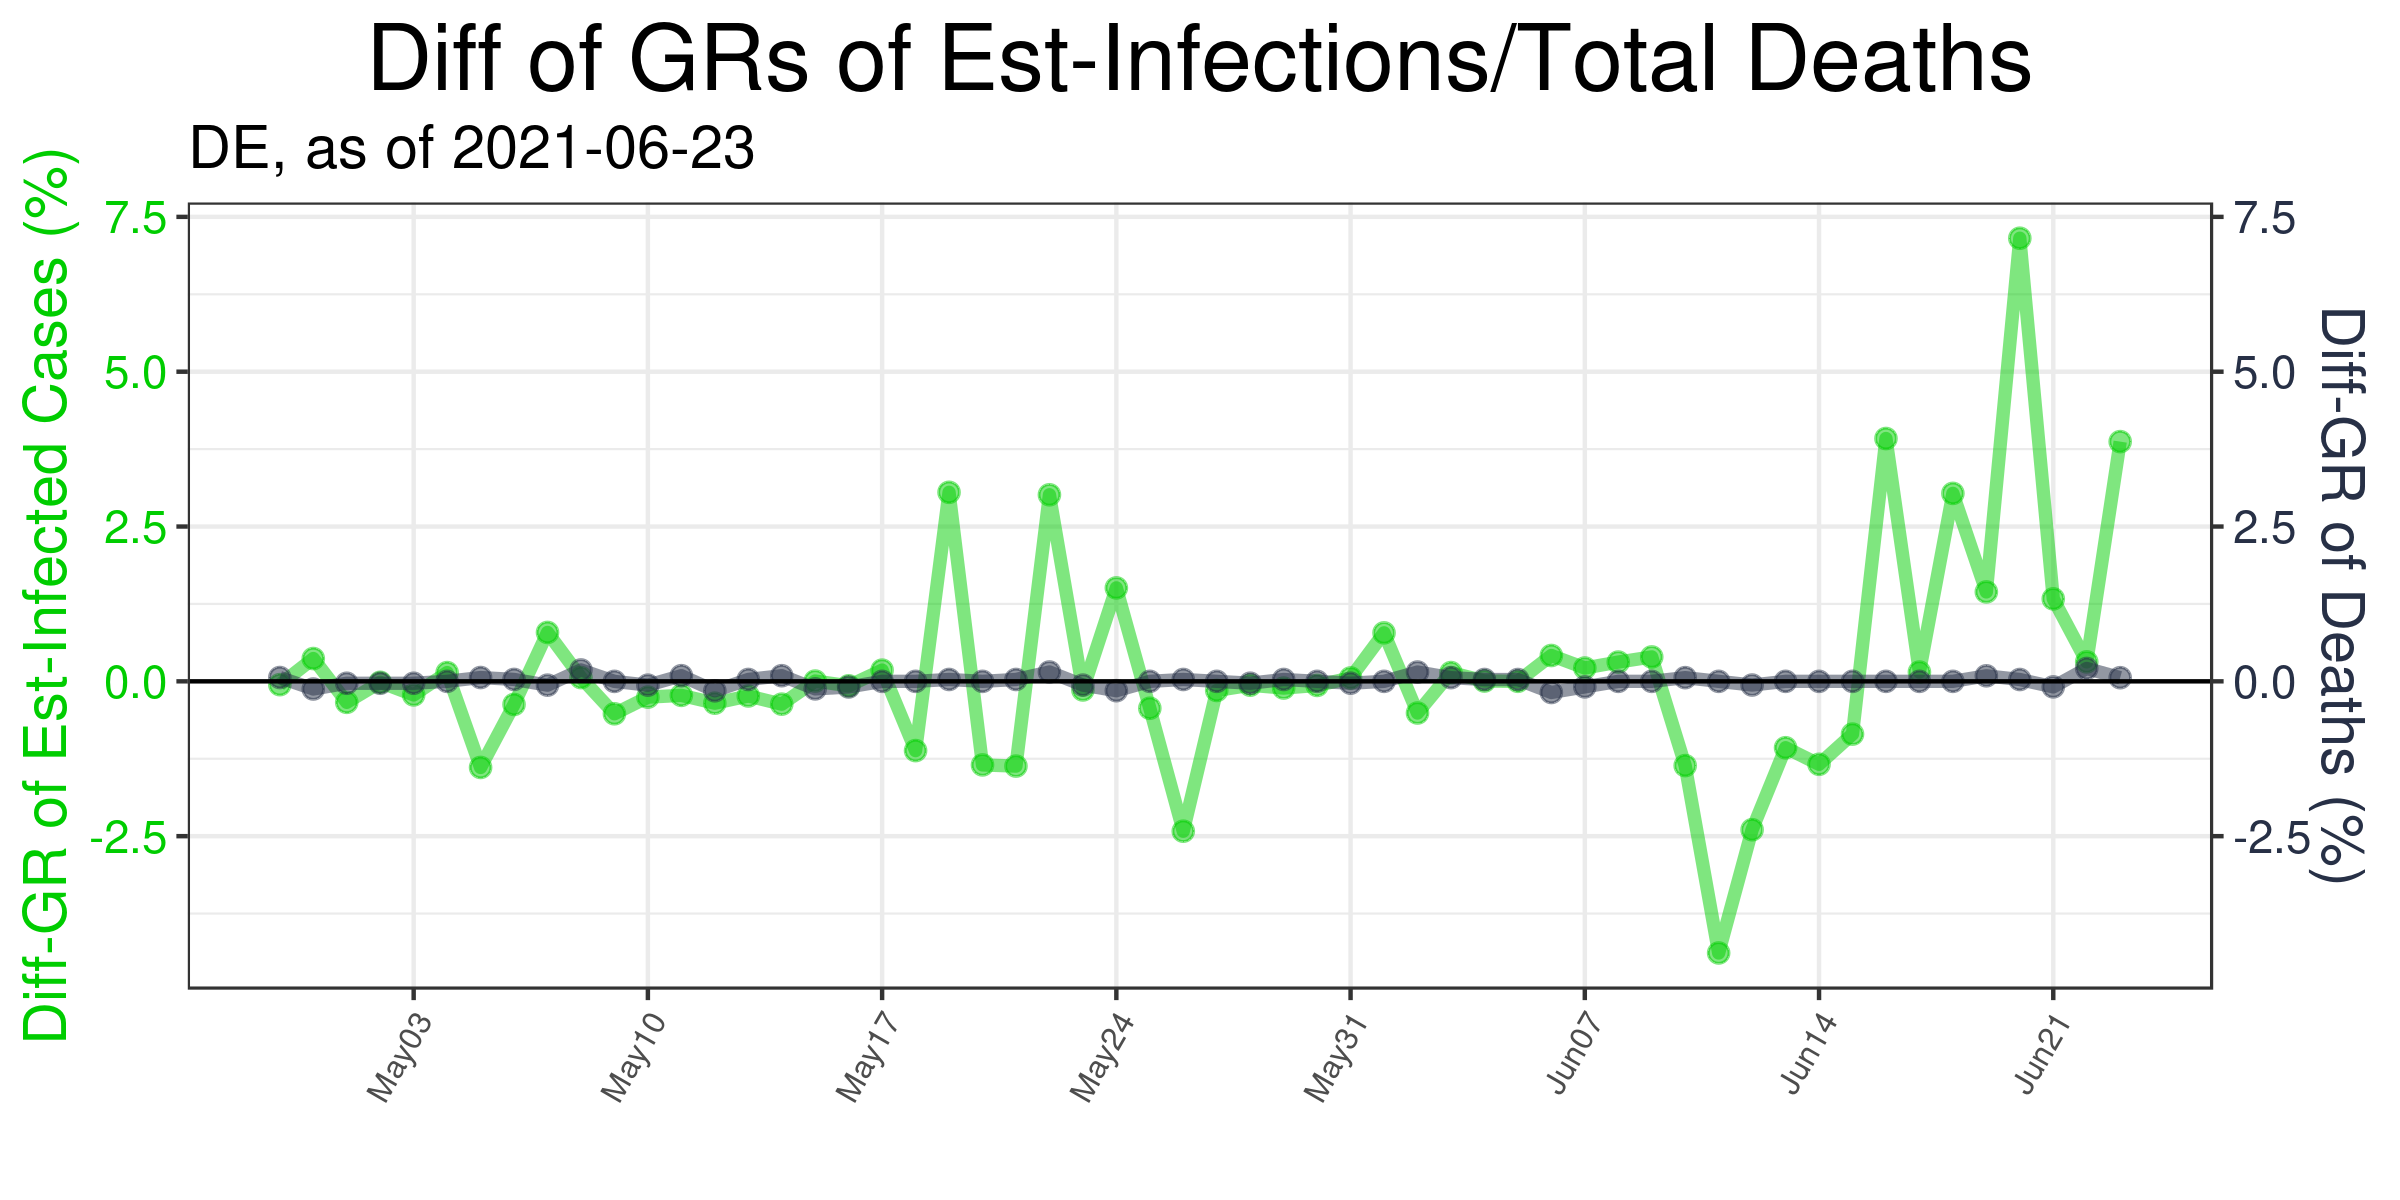 Diff of GRs of Est-Infections/Total Deaths
DE, as of 2021-06-23
Diff-GR of Est-Infected Cases (%)
7.5
5.0
2.5
0.0
-2.5
7.5
5.0
2.5
0.0
-2.5
Diff-GR of Deaths (%)
May03
May10
May17
May24
May31
Jun07
Jun14
Jun21